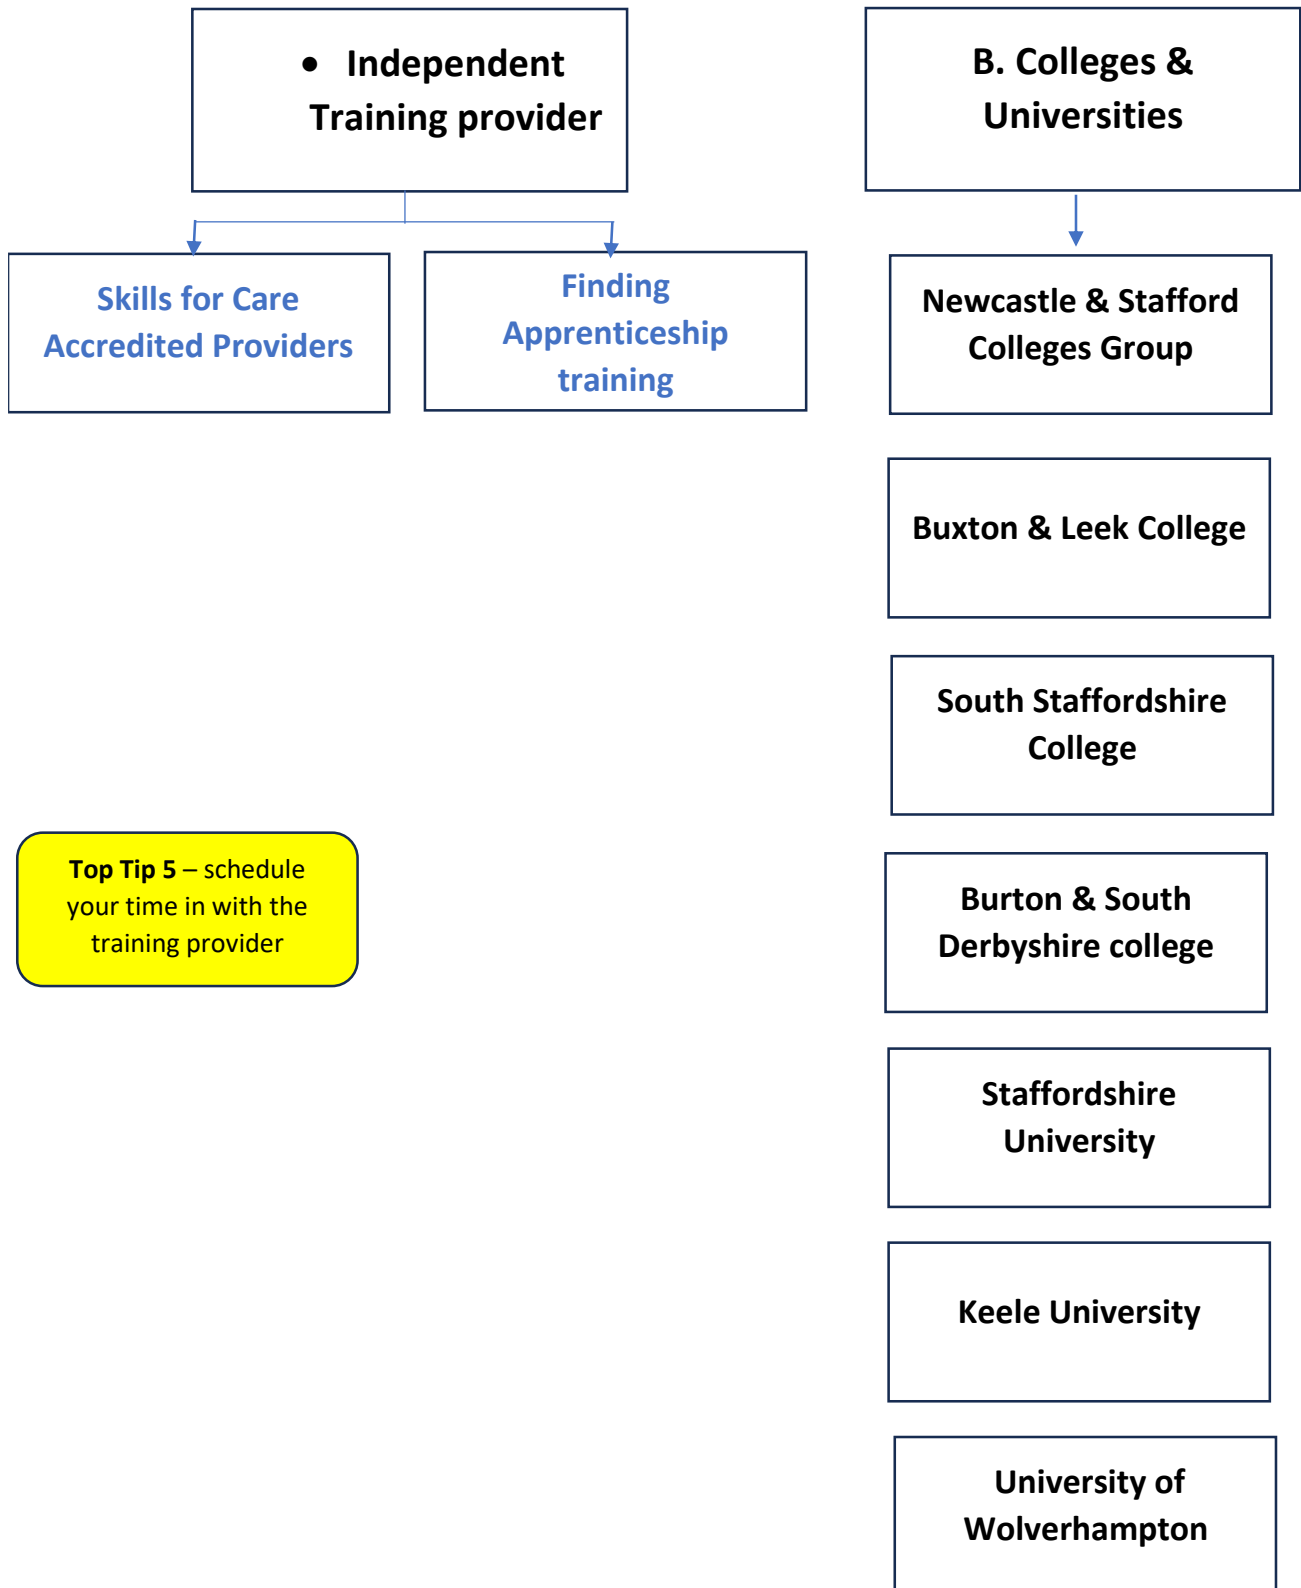 • Independent
Training provider
B. Colleges &
Universities
Skills for Care
Accredited Providers
Finding
Apprenticeship
training
Newcastle & Stafford
Colleges Group
Buxton & Leek College
South Staffordshire
College
Top Tip 5 – schedule
your time in with the
training provider
Burton & South
Derbyshire college
Staffordshire
University
Keele University
University of
Wolverhampton